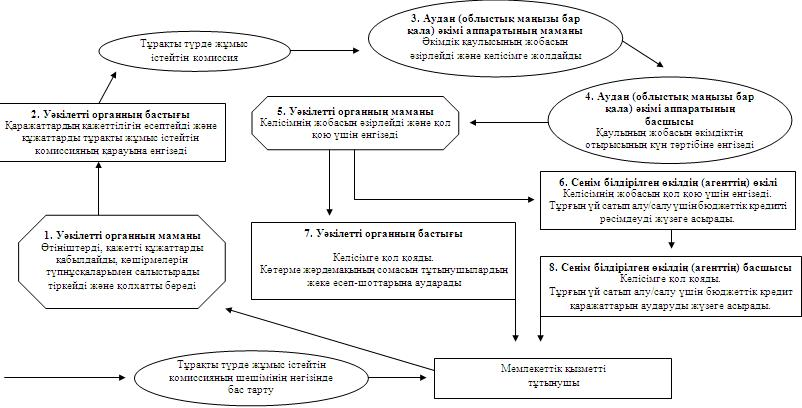 Тұрақты түрде жұмыс
істейтін комиссия
3. Аудан (облыстық маңызы бар
қала) әкімі аппаратының маманы
Әкімдік қаулысының жобасын
әзірлейді және келісімге жолдайды
2. Уәкілетті органның бастығы
Қаражаттардың қажеттілігін есептейді және
құжаттарды тұрақты жұмыс істейтін
комиссияның қарауына енгізеді
5. Уәкілетті органның маманы
Келісімнің жобасын әзірлейді және қол
қою үшін енгізеді
4. Аудан (облыстық маңызы бар
қала) әкімі аппаратының
басшысы
Қаулының жобасын әкімдіктің
отырысының күн тәртібіне енгізеді
6. Сенім білдірілген өкілдің (агенттің) өкілі
Келісімнің жобасын қол қою үшін енгізеді.
Тұрғын үй сатып алу/салу үшін бюджеттік кредитті
рәсімдеуді жүзеге асырады.
1. Уәкілетті органның маманы
Өтініштерді, қажетті құжаттарды
қабылдайды, көшірмелерін
түпнұсқаларымен салыстырады
тіркейді және қолхатты береді
7. Уәкілетті органның бастығы
Келісімге қол қояды.
Көтерме жәрдемақының сомасын тұтынушылардың
жеке есеп-шоттарына аударады
8. Сенім білдірілген өкілдің (агенттің) басшысы
Келісімге қол қояды.
Тұрғын үй сатып алу/салу үшін бюджеттік кредит
қаражаттарын аударуды жүзеге асырады.
Тұрақты түрде жұмыс істейтін
комиссияның шешімінің негізінде
бас тарту
Мемлекеттік қызметті
тұтынушы